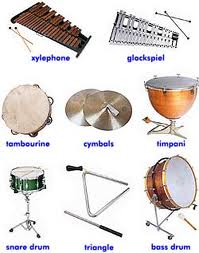 xylephone
glockspiel
tambourine
cymbals
timpani
snare drum
triangle
bass drum